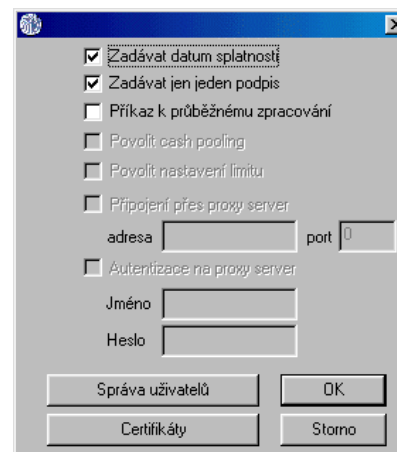 Zadávat datum splatnosti
Zadávat jen jeden podpis
Příkaz k průběžnému zpracování
Povolit cash pooling
Povolit nastavení limitu
Připojení přes proxy server
adresa port 0
Autentizace na proxy server
Jméno
Heslo
Správa uživatelů OK
Certifikáty Storno